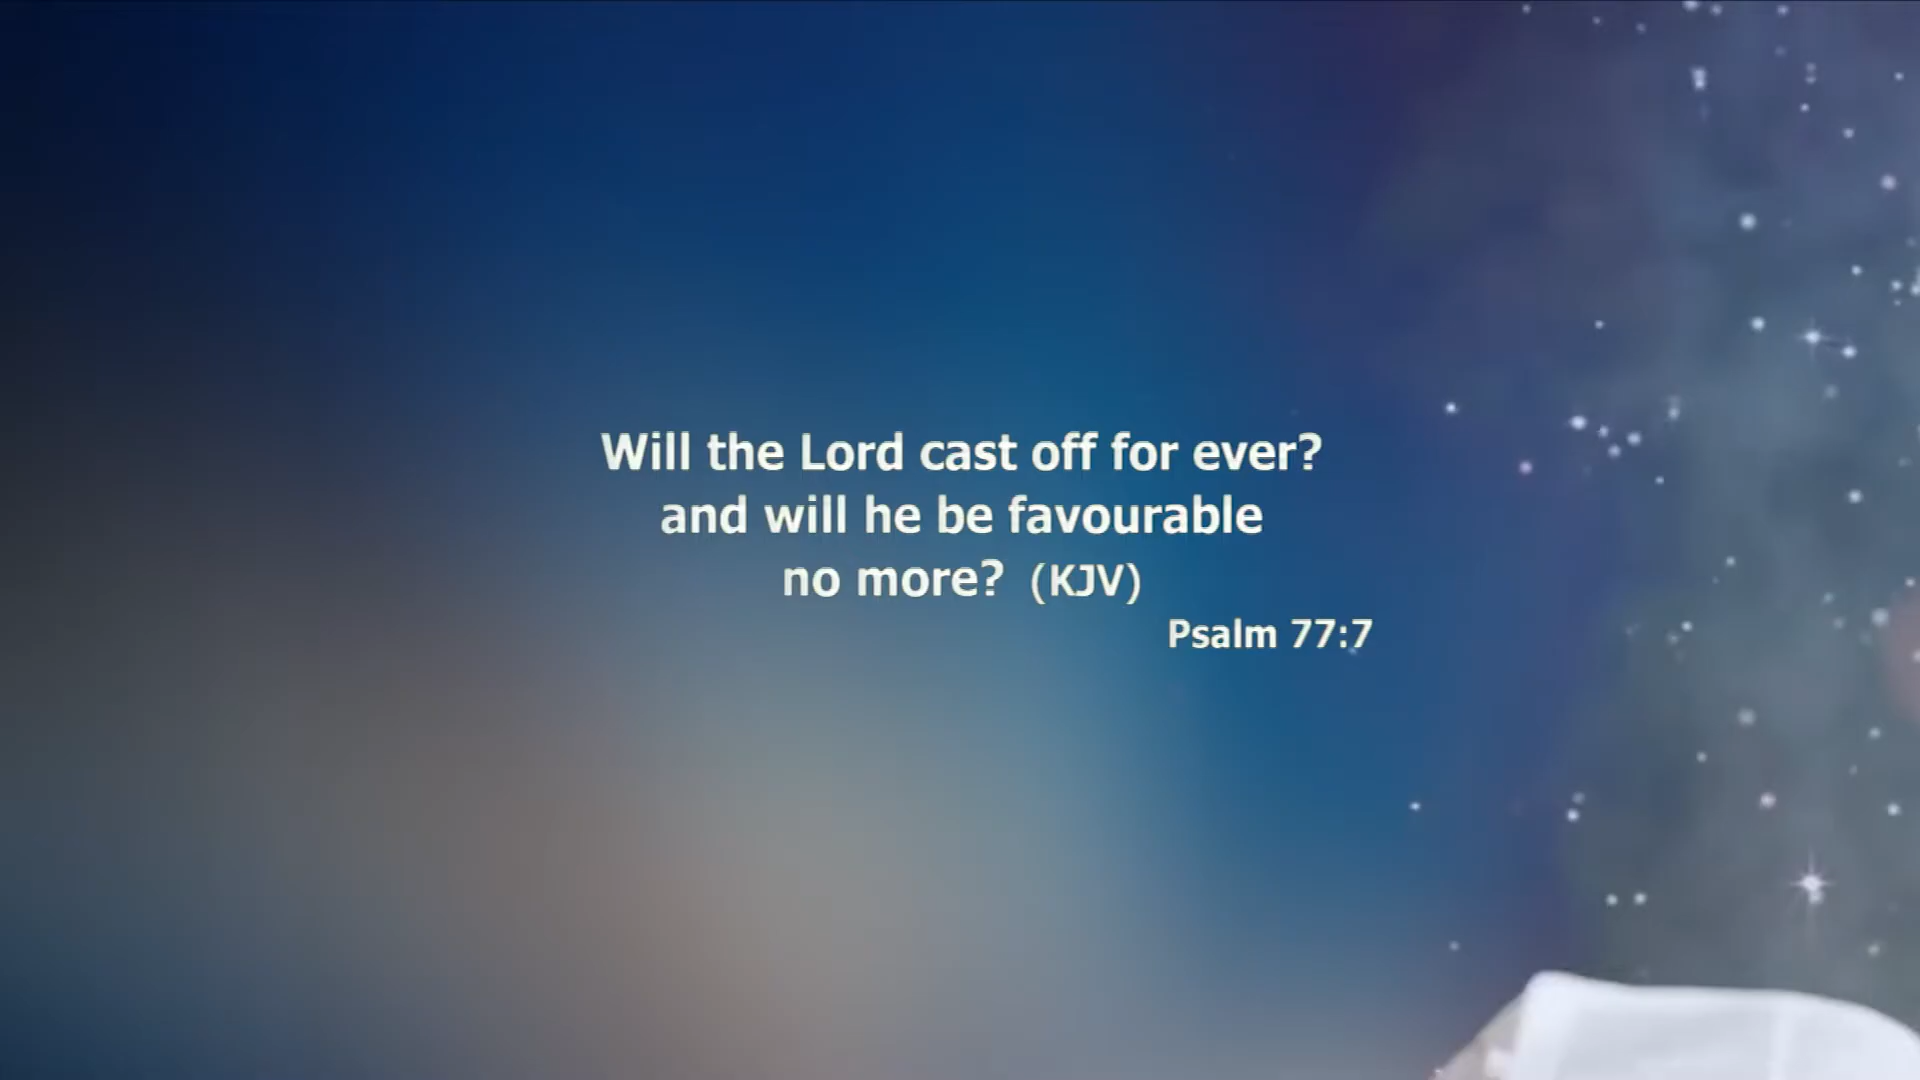 Will the Lord cast off for ever?
and will he be favourable
no more? (KJV)
Psalm 77:7